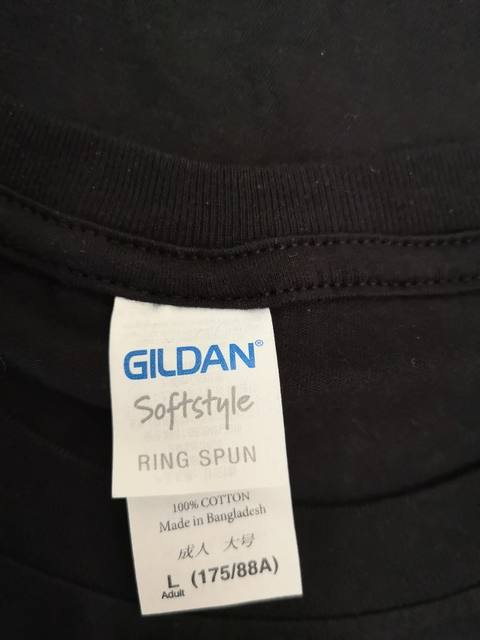 GILDAN®
Softstyle
RING SPUN
100% COTTON
Made in Bangladesh
成人 大号
L (175/88A)
Adult